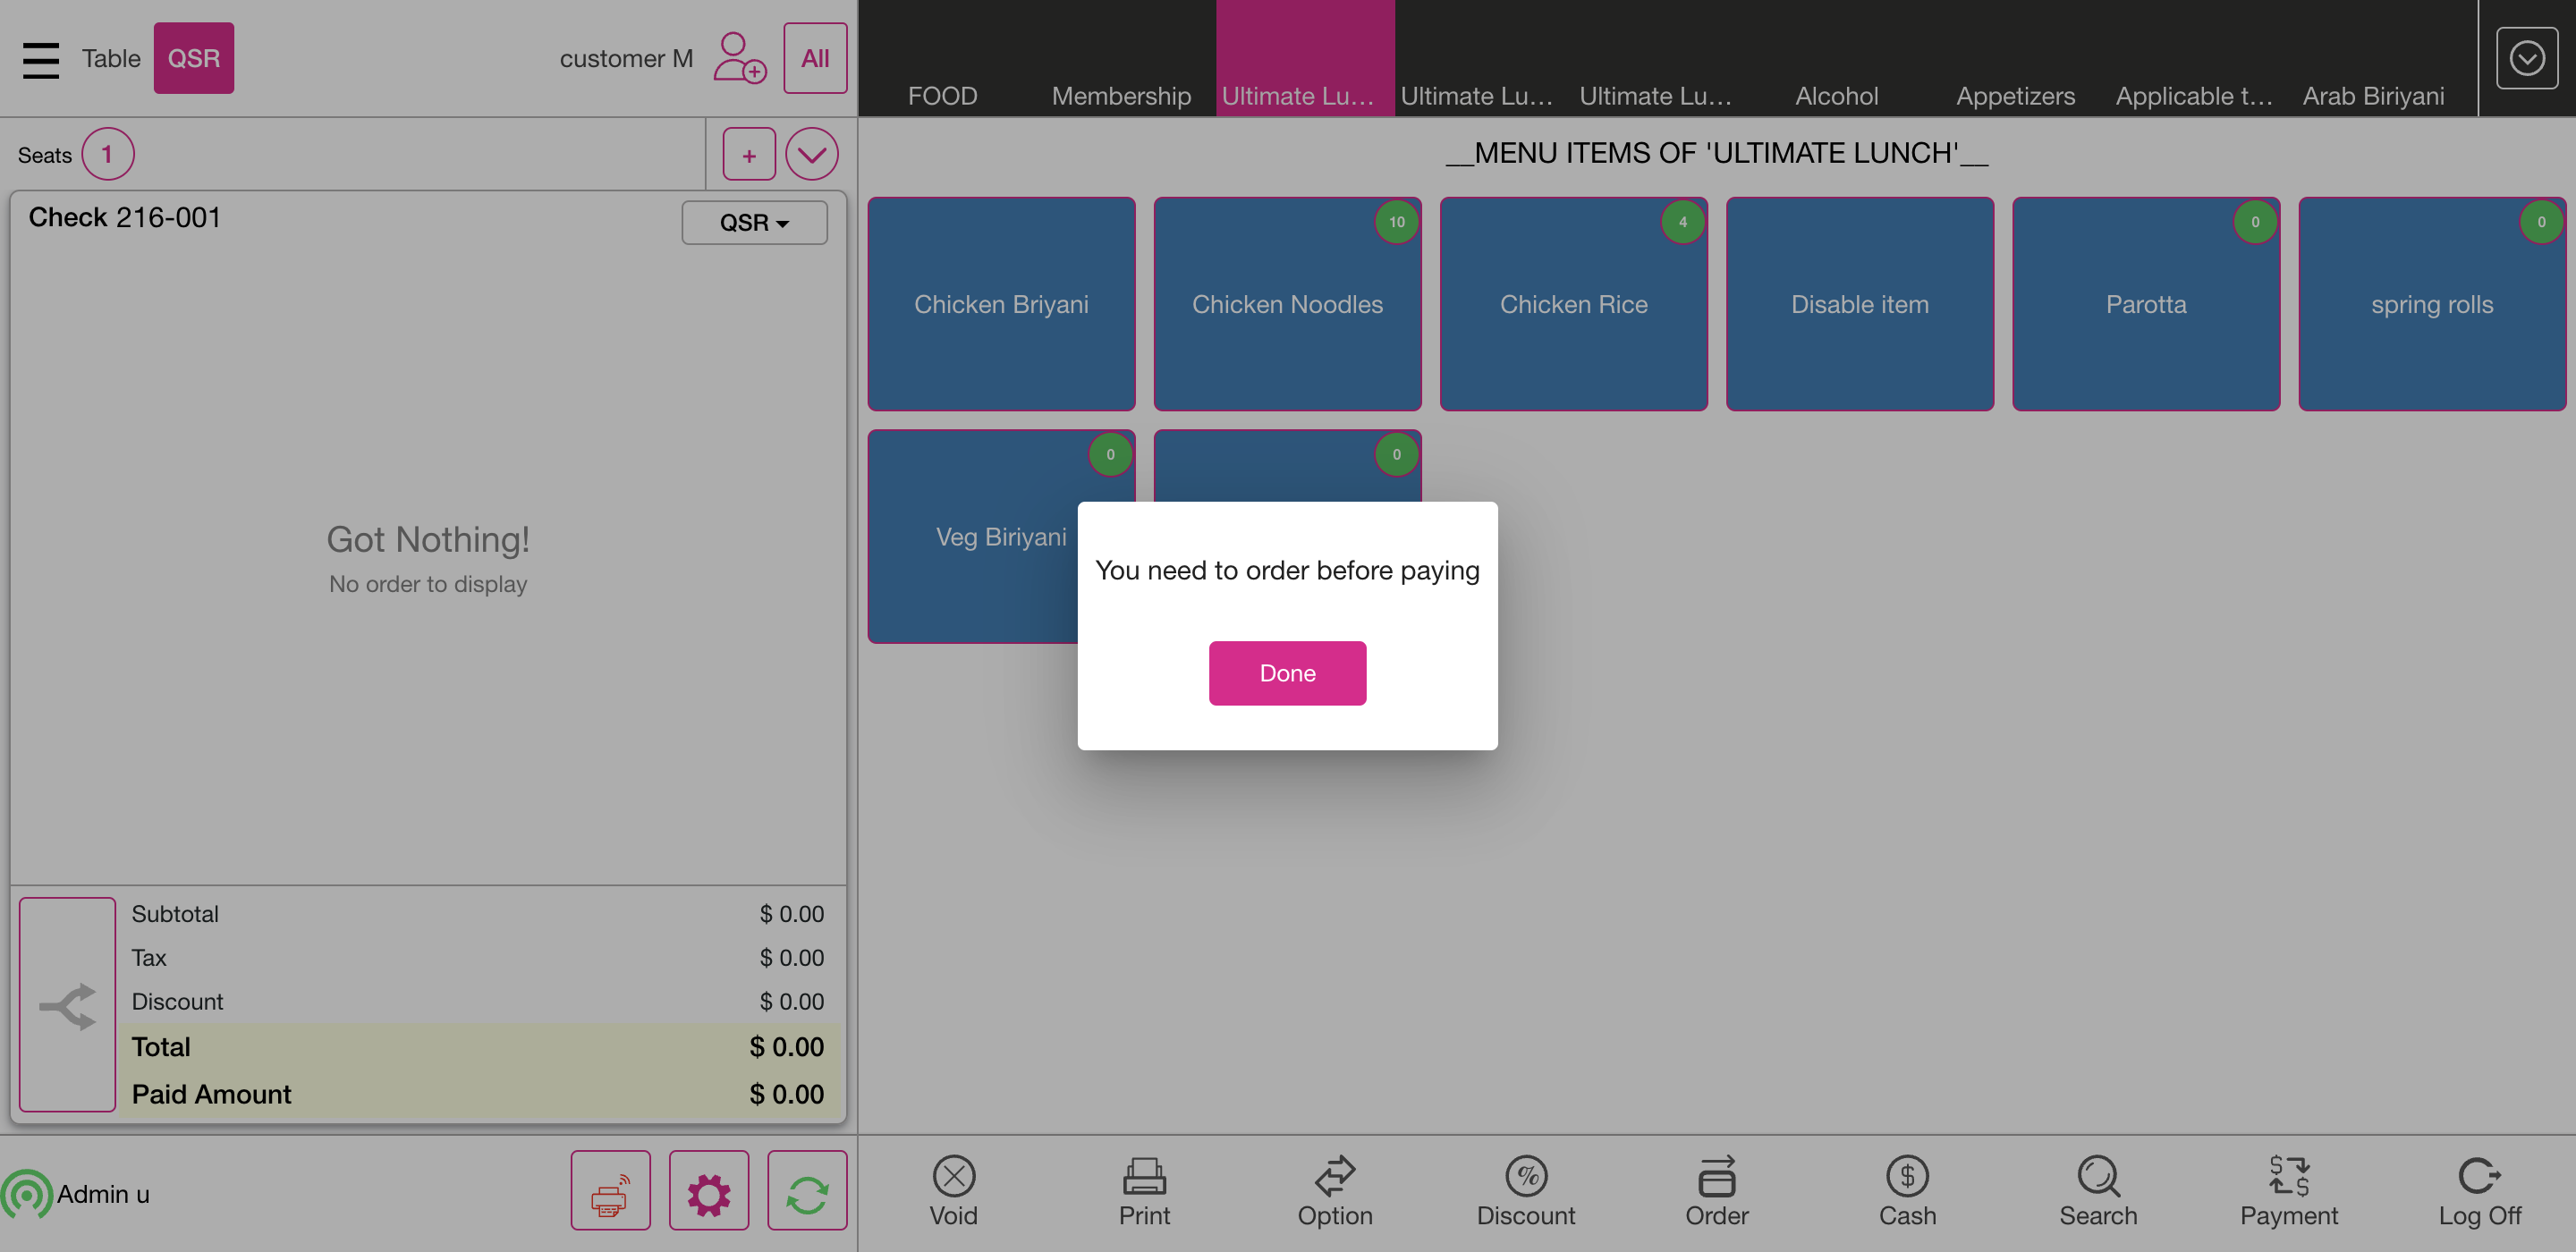 Table
QSR
customer M
All
FOOD
Membership
Ultimate Lu...
Ultimate Lu...
Ultimate Lu...
Alcohol
Appetizers
Applicable t...
Arab Biriyani
Seats 1
+
Check 216-001
QSR
Got Nothing!
No order to display
__MENU ITEMS OF 'ULTIMATE LUNCH'__
Chicken Briyani
10
Chicken Noodles
4
Chicken Rice
Disable item
0
Parotta
0
spring rolls
0
Veg Biriyani
0
You need to order before paying
Done
Subtotal $ 0.00
Tax $ 0.00
Discount $ 0.00
Total $ 0.00
Paid Amount $ 0.00
Admin u
Void
Print
Option
%
Discount
Order
$
Cash
Search
$ $
Payment
Log Off